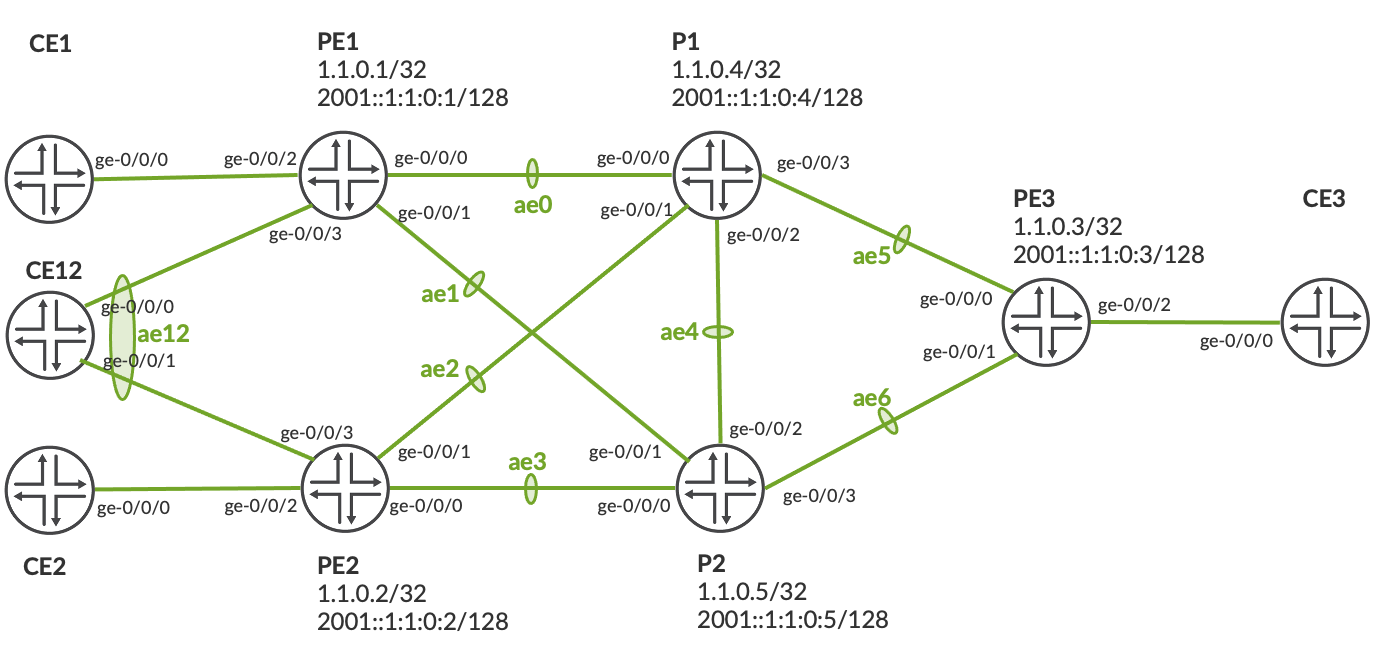 CE1
PE1
1.1.0.1/32
2001::1:1:0:1/128
P1
1.1.0.4/32
2001::1:1:0:4/128
ge-0/0/0
ge-0/0/2
ge-0/0/0
ge-0/0/0
ge-0/0/3
ae0
ge-0/0/1
ge-0/0/1
ge-0/0/3
ge-0/0/2
PE3
1.1.0.3/32
2001::1:1:0:3/128
CE3
CE12
ae5
ae1
ge-0/0/0
ge-0/0/0
ge-0/0/2
ae12
ae4
ge-0/0/0
ge-0/0/1
ge-0/0/1
ae2
ae6
ge-0/0/3
ge-0/0/2
ge-0/0/1
ae3
ge-0/0/1
ge-0/0/0
ge-0/0/2
ge-0/0/0
ge-0/0/0
ge-0/0/3
CE2
PE2
1.1.0.2/32
2001::1:1:0:2/128
P2
1.1.0.5/32
2001::1:1:0:5/128